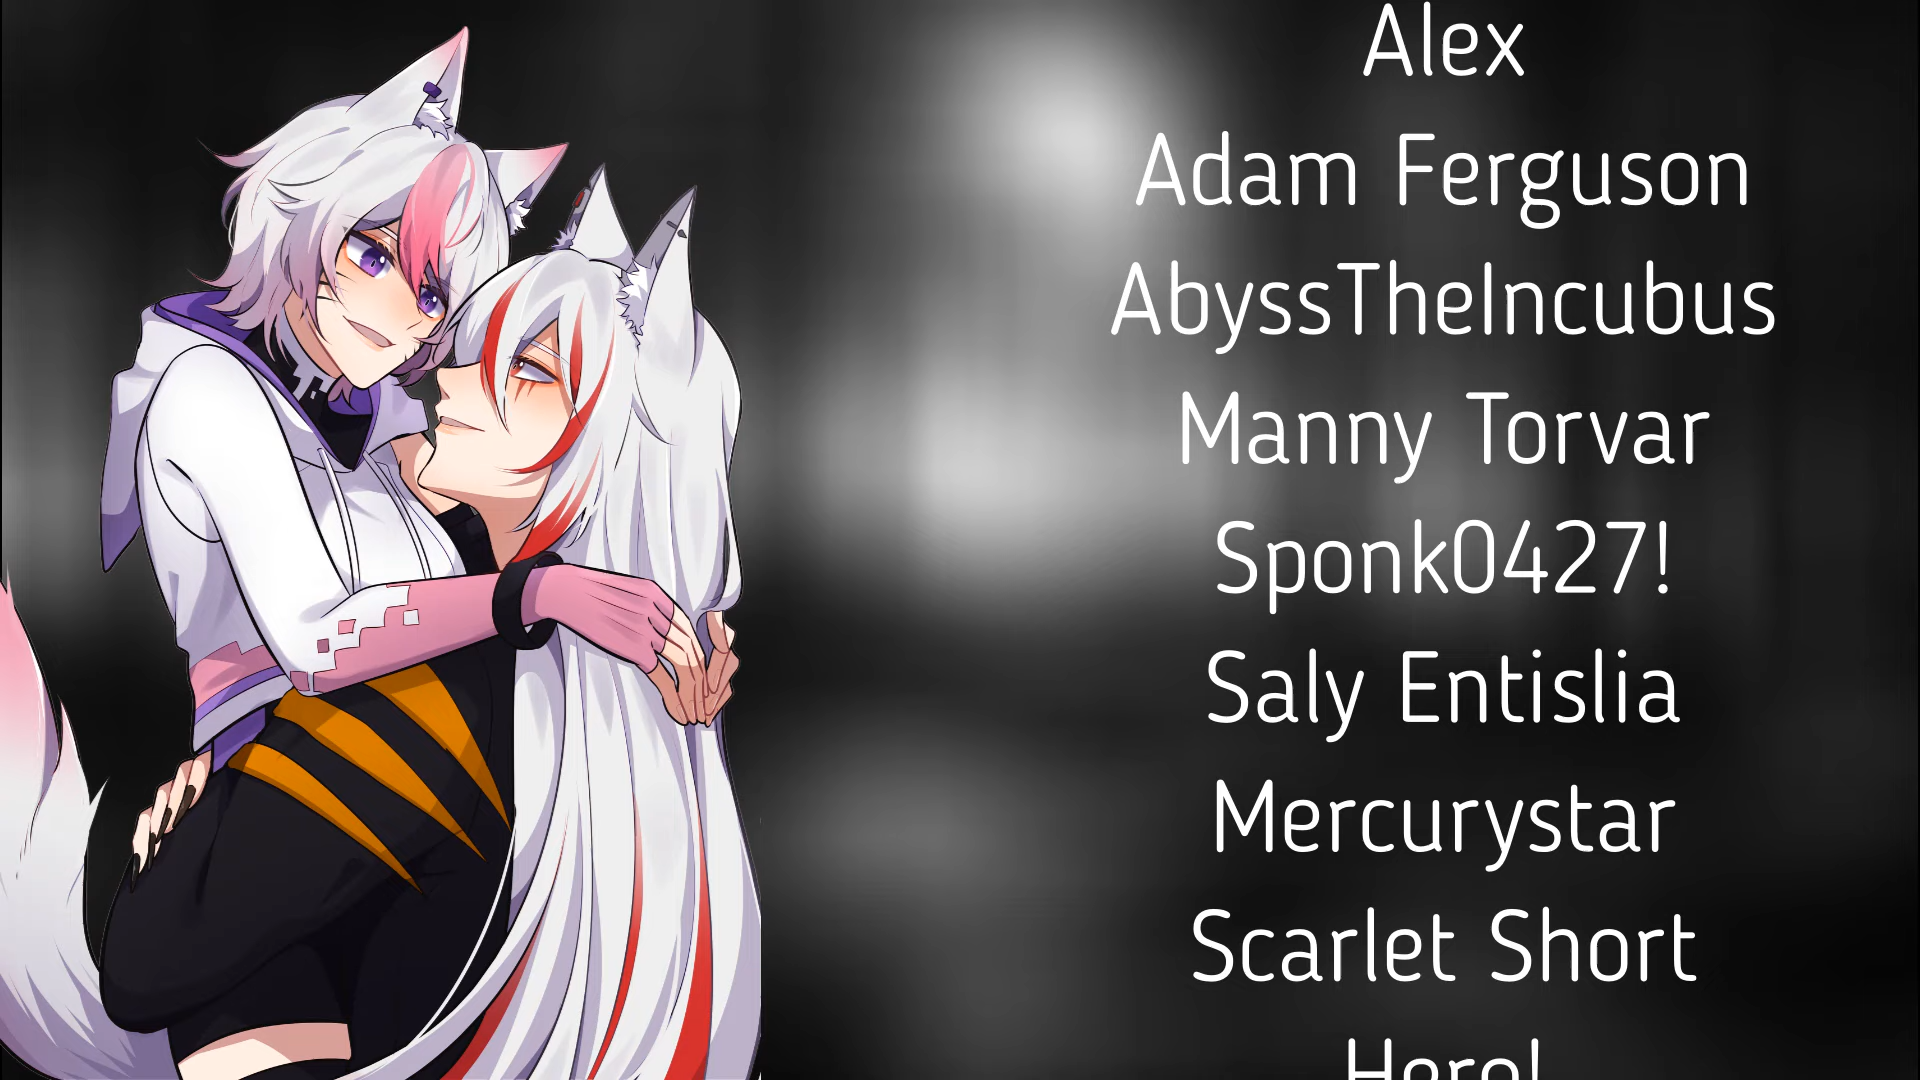 Alex
Adam Ferguson
AbyssTheIncubus
Manny Torvar
Sponk0427!
Saly Entislia
Mercurystar
Scarlet Short